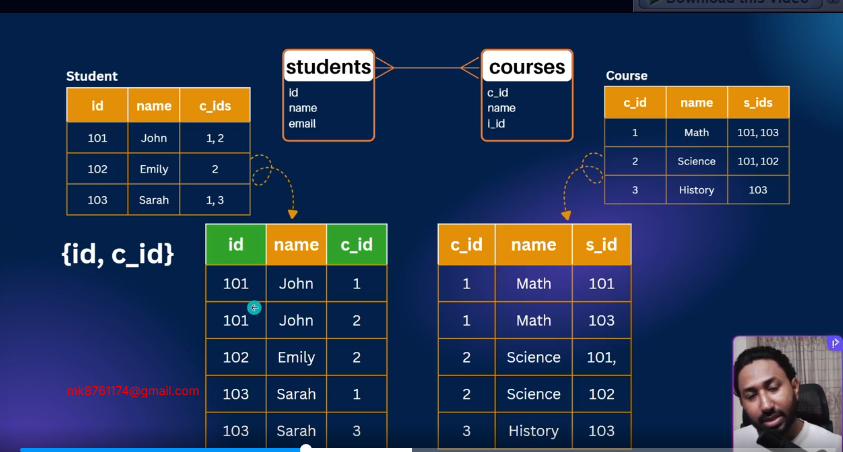 Download this video
Student
id name c_ids
101 John 1, 2
102 Emily 2
103 Sarah 1, 3
students
id
name
email
courses
c_id
name
i_id
Course
c_id name s_ids
1 Math 101, 103
2 Science 101, 102
3 History 103
{id, c_id}
id name c_id
101 John 1
101 John 2
102 Emily 2
103 Sarah 1
103 Sarah 3
c_id name s_id
1 Math 101
1 Math 103
2 Science 101,
2 Science 102
3 History 103
mk8761174@gmail.com